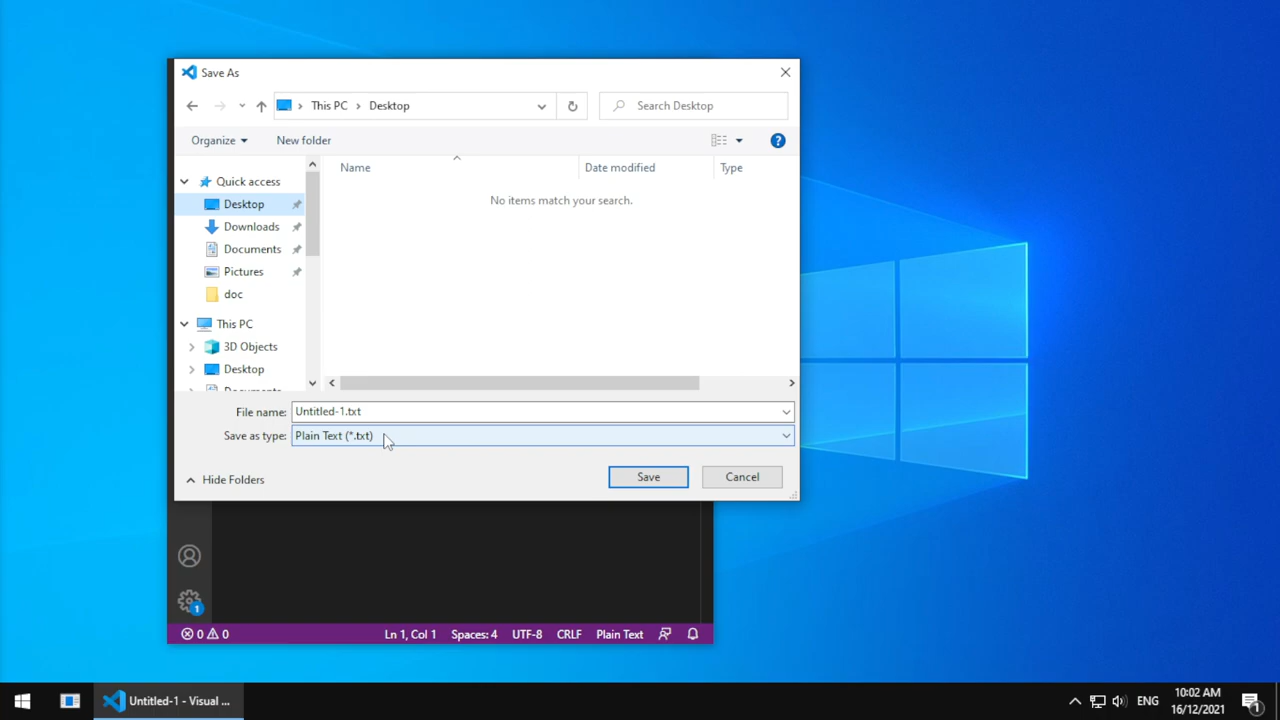 Save As
This PC
Desktop
Search Desktop
Organize
New folder
Name
Date modified
Type
Quick access
No items match your search.
Desktop
Downloads
Documents
Pictures
doc
This PC
3D Objects
Desktop
Documents
File name: Untitled-1.txt
Save as type: Plain Text (*.txt)
Hide Folders
Save
Cancel
1
0
0
Ln 1, Col 1
Spaces: 4
UTF-8
CRLF
Plain Text
Untitled-1 - Visual ...
ENG
10:02 AM
16/12/2021
1